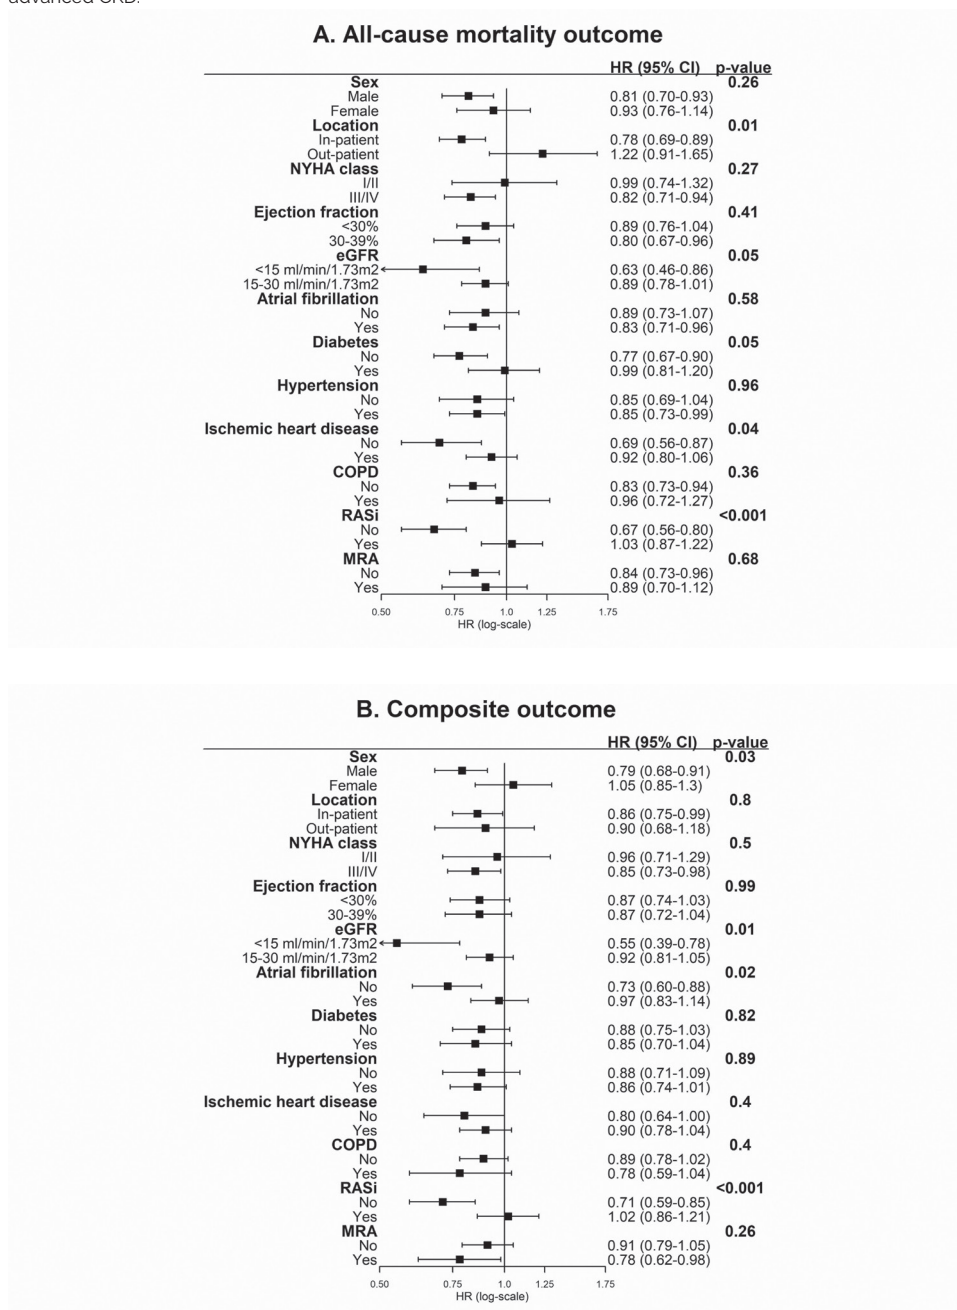 advanced CKD.
A. All-cause mortality outcome
HR (95% CI) p-value
Sex 0.26
Male 0.81 (0.70-0.93)
Female 0.93 (0.76-1.14)
Location 0.01
In-patient 0.78 (0.69-0.89)
Out-patient 1.22 (0.91-1.65)
NYHA class 0.27
I/II 0.99 (0.74-1.32)
III/IV 0.82 (0.71-0.94)
Ejection fraction 0.41
<30% 0.89 (0.76-1.04)
30-39% 0.80 (0.67-0.96)
eGFR 0.05
<15 ml/min/1.73m2 0.63 (0.46-0.86)
15-30 ml/min/1.73m2 0.89 (0.78-1.01)
Atrial fibrillation 0.58
No 0.89 (0.73-1.07)
Yes 0.83 (0.71-0.96)
Diabetes 0.05
No 0.77 (0.67-0.90)
Yes 0.99 (0.81-1.20)
Hypertension 0.96
No 0.85 (0.69-1.04)
Yes 0.85 (0.73-0.99)
Ischemic heart disease 0.04
No 0.69 (0.56-0.87)
Yes 0.92 (0.80-1.06)
COPD 0.36
No 0.83 (0.73-0.94)
Yes 0.96 (0.72-1.27)
RASi <0.001
No 0.67 (0.56-0.80)
Yes 1.03 (0.87-1.22)
MRA 0.68
No 0.84 (0.73-0.96)
Yes 0.89 (0.70-1.12)
0.50 0.75 1.0 1.25 1.75
HR (log-scale)
B. Composite outcome
HR (95% CI) p-value
Sex 0.03
Male 0.79 (0.68-0.91)
Female 1.05 (0.85-1.3)
Location 0.8
In-patient 0.86 (0.75-0.99)
Out-patient 0.90 (0.68-1.18)
NYHA class 0.5
I/II 0.96 (0.71-1.29)
III/IV 0.85 (0.73-0.98)
Ejection fraction 0.99
<30% 0.87 (0.74-1.03)
30-39% 0.87 (0.72-1.04)
eGFR 0.01
<15 ml/min/1.73m2 0.55 (0.39-0.78)
15-30 ml/min/1.73m2 0.92 (0.81-1.05)
Atrial fibrillation 0.02
No 0.73 (0.60-0.88)
Yes 0.97 (0.83-1.14)
Diabetes 0.82
No 0.88 (0.75-1.03)
Yes 0.85 (0.70-1.04)
Hypertension 0.89
No 0.88 (0.71-1.09)
Yes 0.86 (0.74-1.01)
Ischemic heart disease 0.4
No 0.80 (0.64-1.00)
Yes 0.90 (0.78-1.04)
COPD 0.4
No 0.89 (0.78-1.02)
Yes 0.78 (0.59-1.04)
RASi <0.001
No 0.71 (0.59-0.85)
Yes 1.02 (0.86-1.21)
MRA 0.26
No 0.91 (0.79-1.05)
Yes 0.78 (0.62-0.98)
0.50 0.75 1.0 1.25 1.75
HR (log-scale)